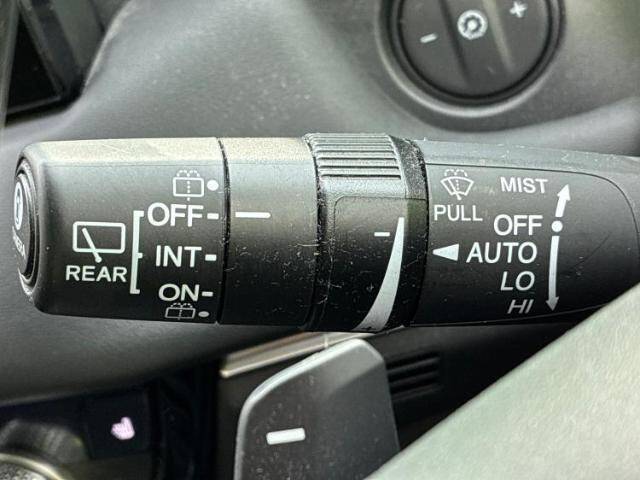 MIST
PULL
OFF
AUTO
LO
HI
REAR
OFF
INT
ON